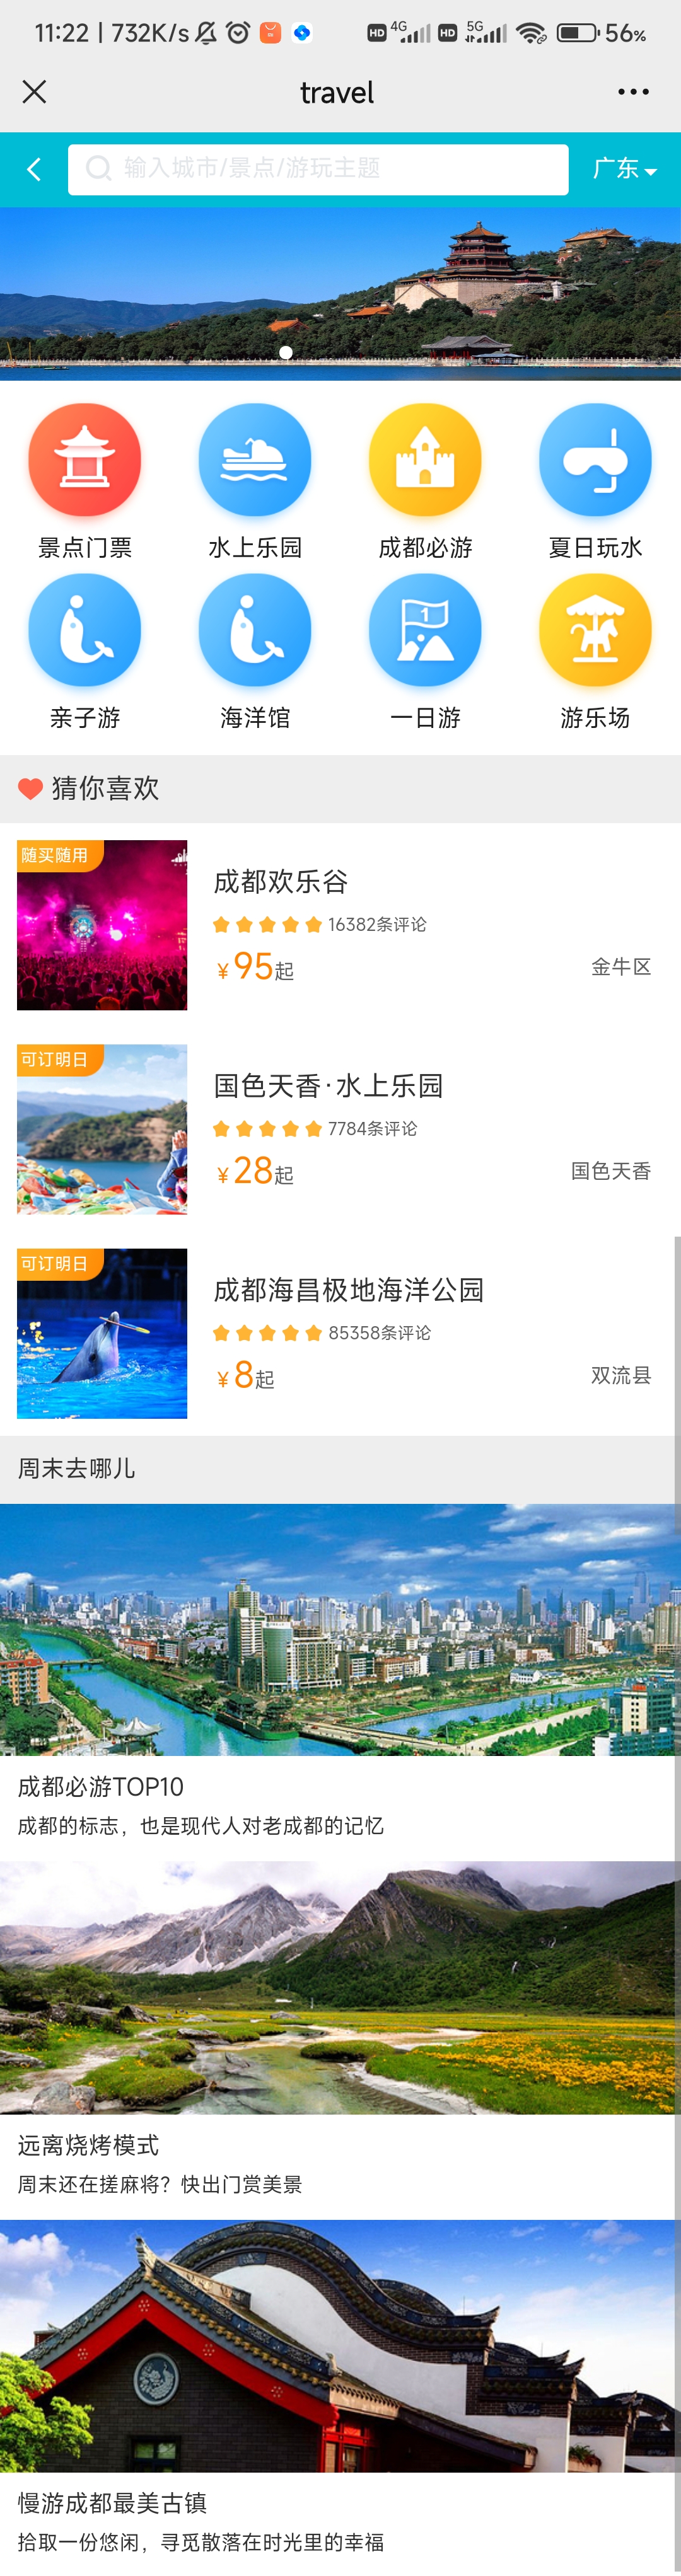 11:22 | 732K/s HD 4G HD 5G 56%
travel
输入城市/景点/游玩主题 广东
景点门票 水上乐园 成都必游 夏日玩水
1
亲子游 海洋馆 一日游 游乐场
猜你喜欢
随买随用
成都欢乐谷
16382条评论
¥95起 金牛区
可订明日
国色天香·水上乐园
7784条评论
¥28起 国色天香
可订明日
成都海昌极地海洋公园
85358条评论
¥8起 双流县
周末去哪儿
成都必游TOP10
成都的标志，也是现代人对老成都的记忆
远离烧烤模式
周末还在搓麻将？快出门赏美景
慢游成都最美古镇
拾取一份悠闲，寻觅散落在时光里的幸福